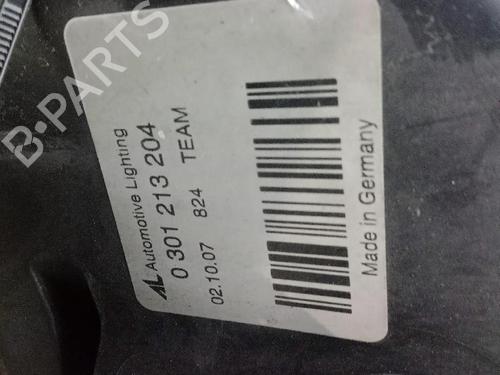 B-PARTS
AL Automotive Lighting
0 301 213 204
02.10.07 824 TEAM
Made in Germany